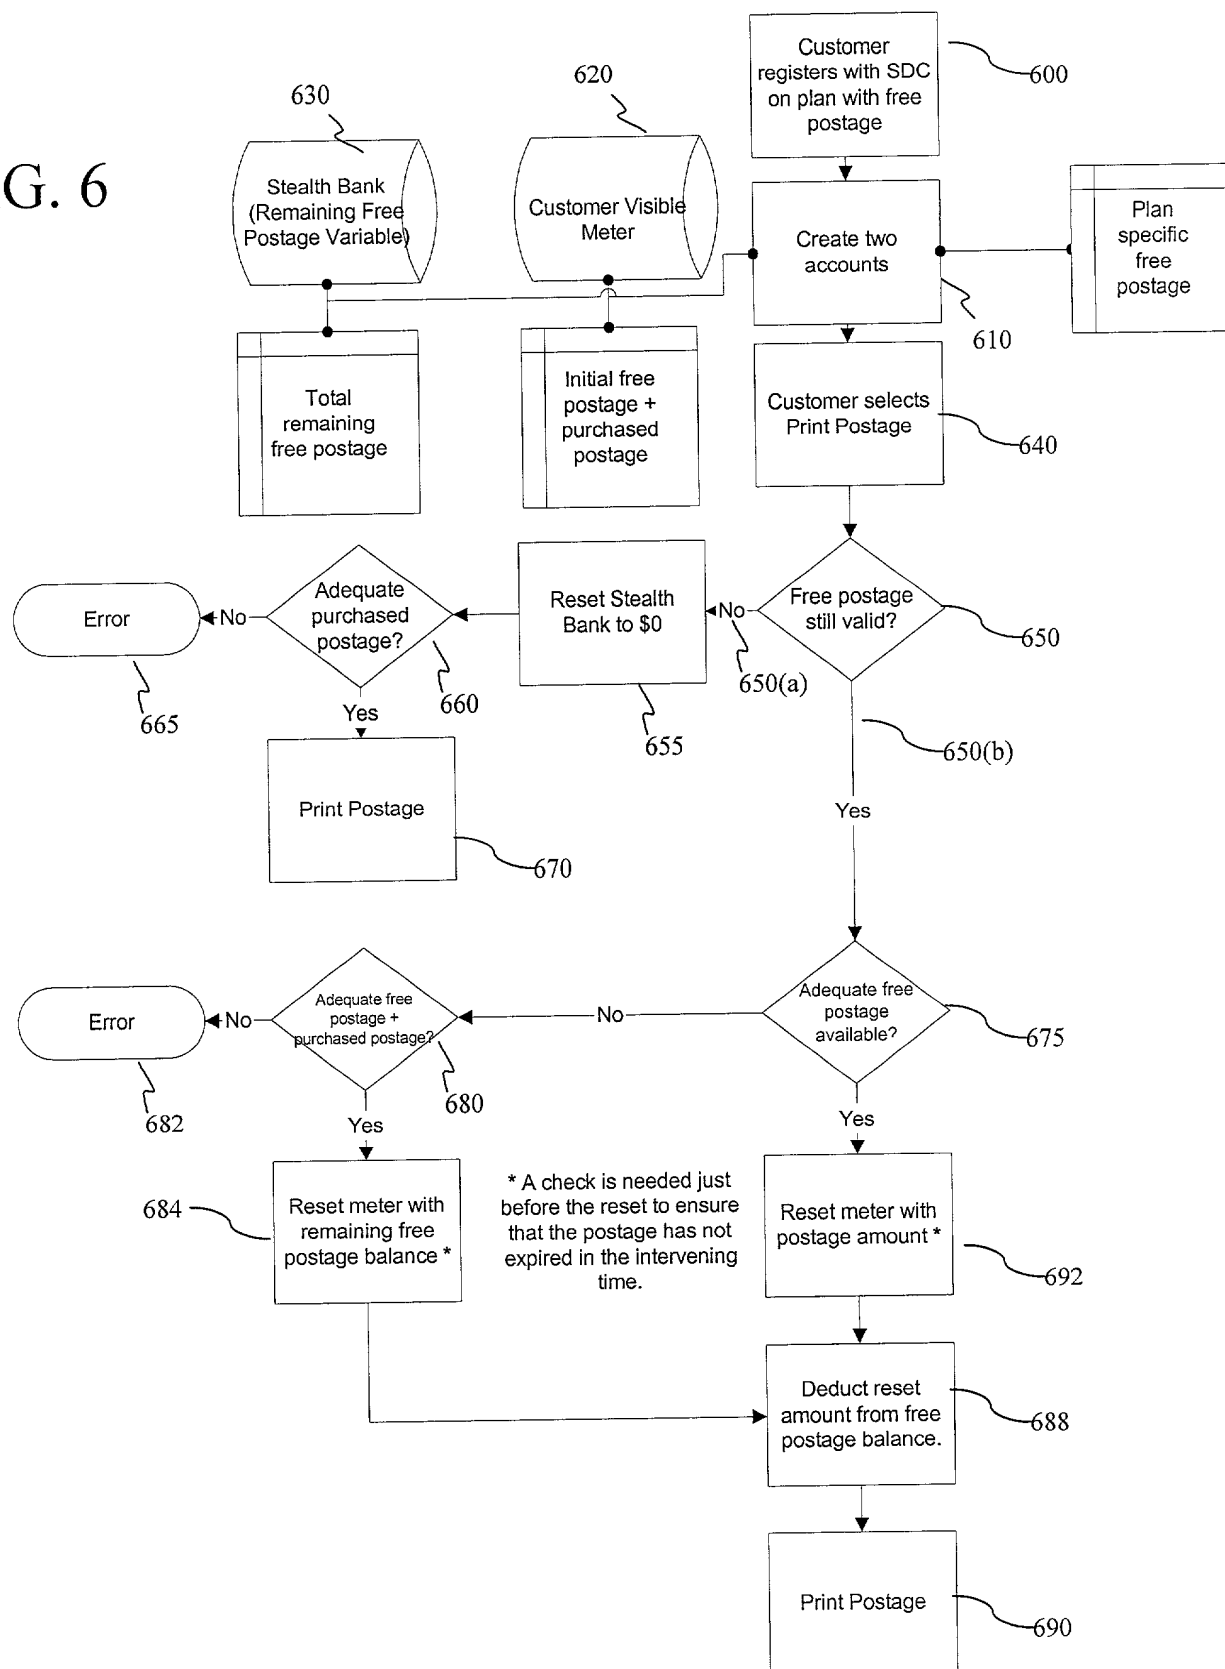 G. 6
Customer
registers with SDC
on plan with free
postage
600
630
620
Stealth Bank
(Remaining Free
Postage Variable)
Customer Visible
Meter
Create two
accounts
610
Plan
specific
free
postage
Total
remaining
free postage
Initial free
postage +
purchased
postage
Customer selects
Print Postage
640
Free postage
still valid?
650
No
650(a)
Reset Stealth
Bank to $0
655
Adequate
purchased
postage?
660
No
Error
665
Yes
Print Postage
670
650(b)
Yes
Adequate free
postage
available?
675
No
Adequate free
postage +
purchased postage?
680
No
Error
682
Yes
Reset meter with
remaining free
postage balance *
684
* A check is needed just
before the reset to ensure
that the postage has not
expired in the intervening
time.
Yes
Reset meter with
postage amount *
692
Deduct reset
amount from free
postage balance.
688
Print Postage
690